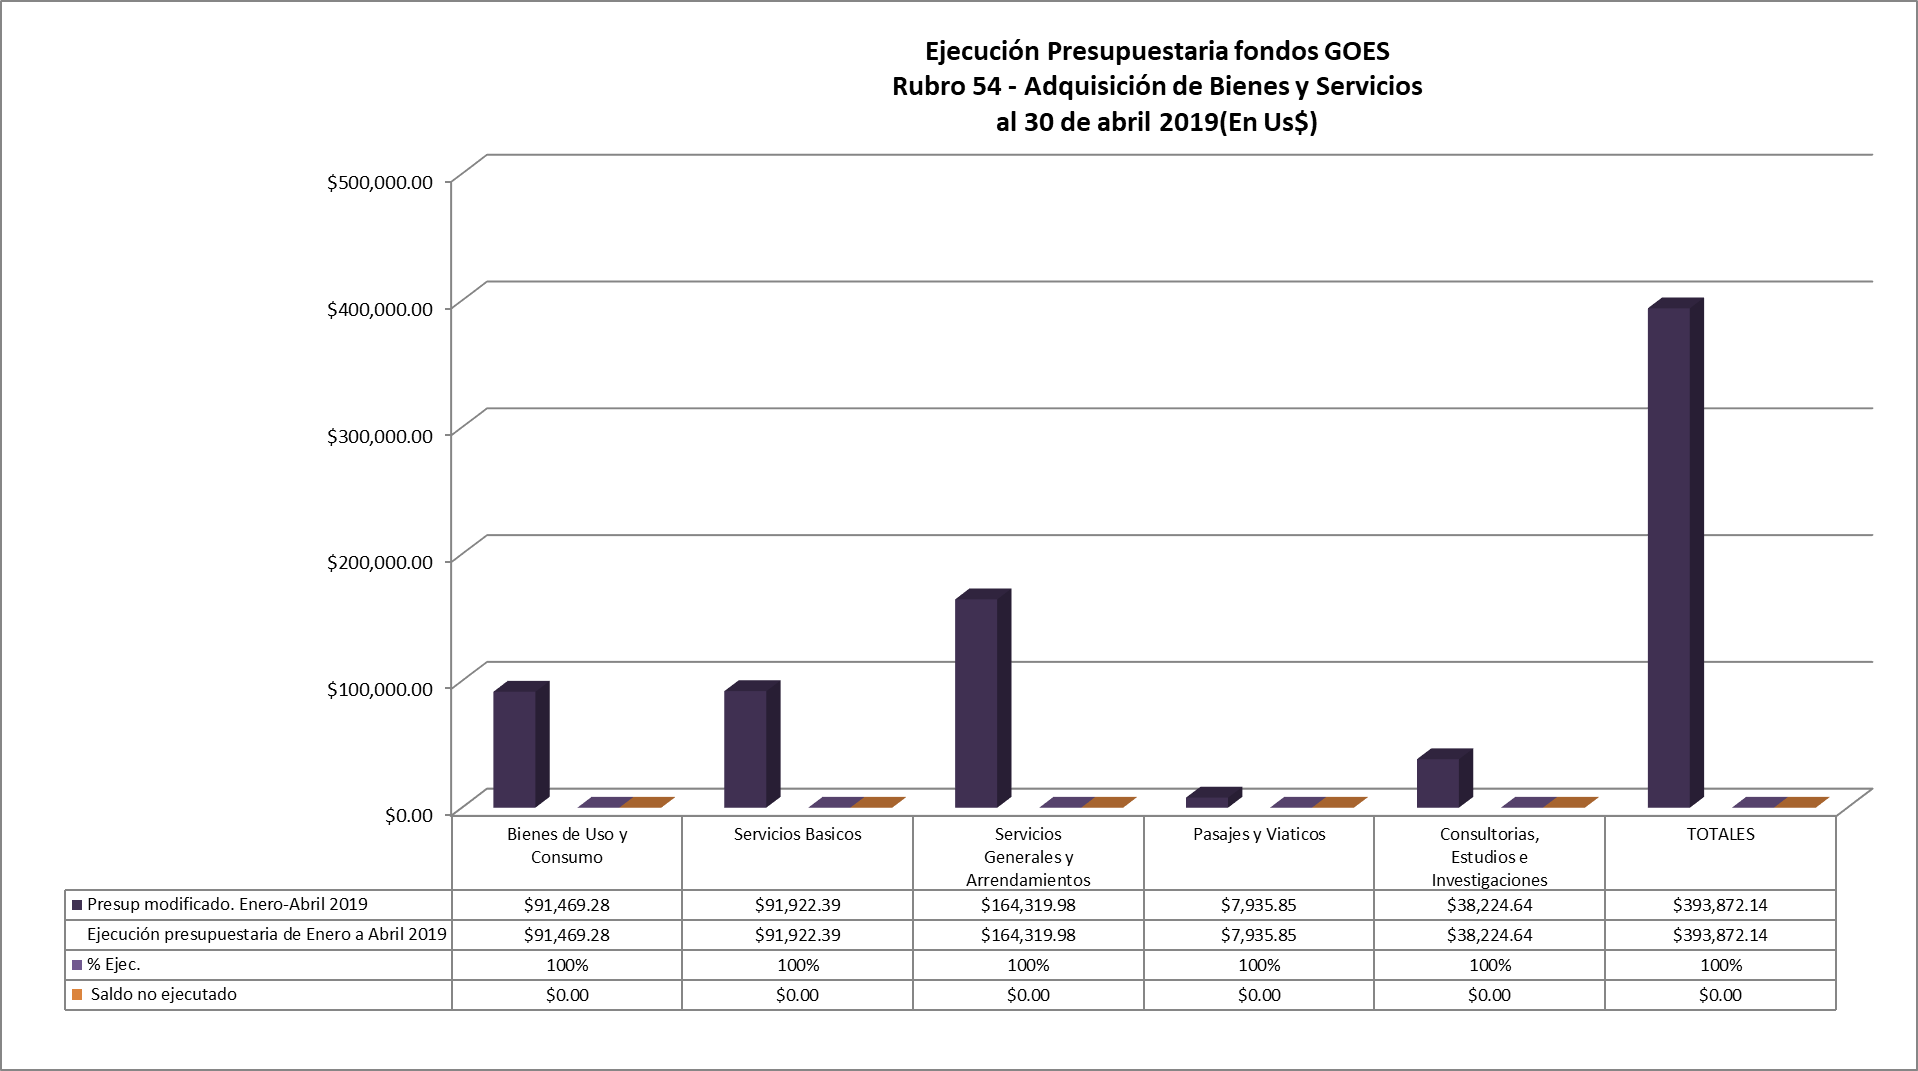 Ejecución Presupuestaria fondos GOES
Rubro 54 - Adquisición de Bienes y Servicios
al 30 de abril 2019(En Us$)
$500,000.00
$400,000.00
$300,000.00
$200,000.00
$100,000.00
$0.00
Bienes de Uso y
Consumo
Servicios Basicos
Servicios
Generales y
Arrendamientos
Pasajes y Viaticos
Consultorias,
Estudios e
Investigaciones
TOTALES
Presup modificado. Enero-Abril 2019 $91,469.28 $91,922.39 $164,319.98 $7,935.85 $38,224.64 $393,872.14
Ejecución presupuestaria de Enero a Abril 2019 $91,469.28 $91,922.39 $164,319.98 $7,935.85 $38,224.64 $393,872.14
% Ejec. 100% 100% 100% 100% 100% 100%
Saldo no ejecutado $0.00 $0.00 $0.00 $0.00 $0.00 $0.00